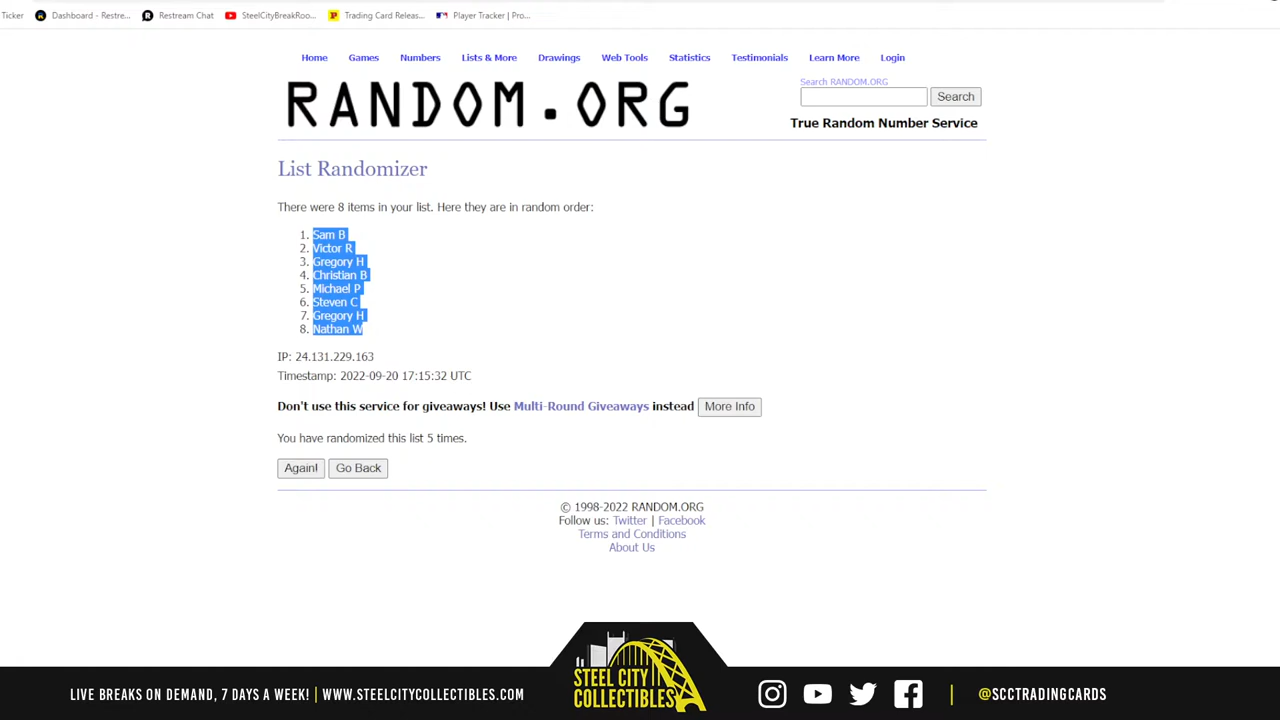 Ticker Dashboard - Restre... Restream Chat SteelCityBreakRoo... Trading Card Releas... Player Tracker | Pro...
Home Games Numbers Lists & More Drawings Web Tools Statistics Testimonials Learn More Login
RANDOM.ORG
Search RANDOM.ORG
Search
True Random Number Service
List Randomizer
There were 8 items in your list. Here they are in random order:
1. Sam B
2. Victor R
3. Gregory H
4. Christian B
5. Michael P
6. Steven C
7. Gregory H
8. Nathan W
IP: 24.131.229.163
Timestamp: 2022-09-20 17:15:32 UTC
Don't use this service for giveaways! Use Multi-Round Giveaways instead More Info
You have randomized this list 5 times.
Again! Go Back
© 1998-2022 RANDOM.ORG
Follow us: Twitter | Facebook
Terms and Conditions
About Us
LIVE BREAKS ON DEMAND, 7 DAYS A WEEK! | WWW.STEELCITYCOLLECTIBLES.COM
STEEL CITY
COLLECTIBLES
| @SCCTRADINGCARDS